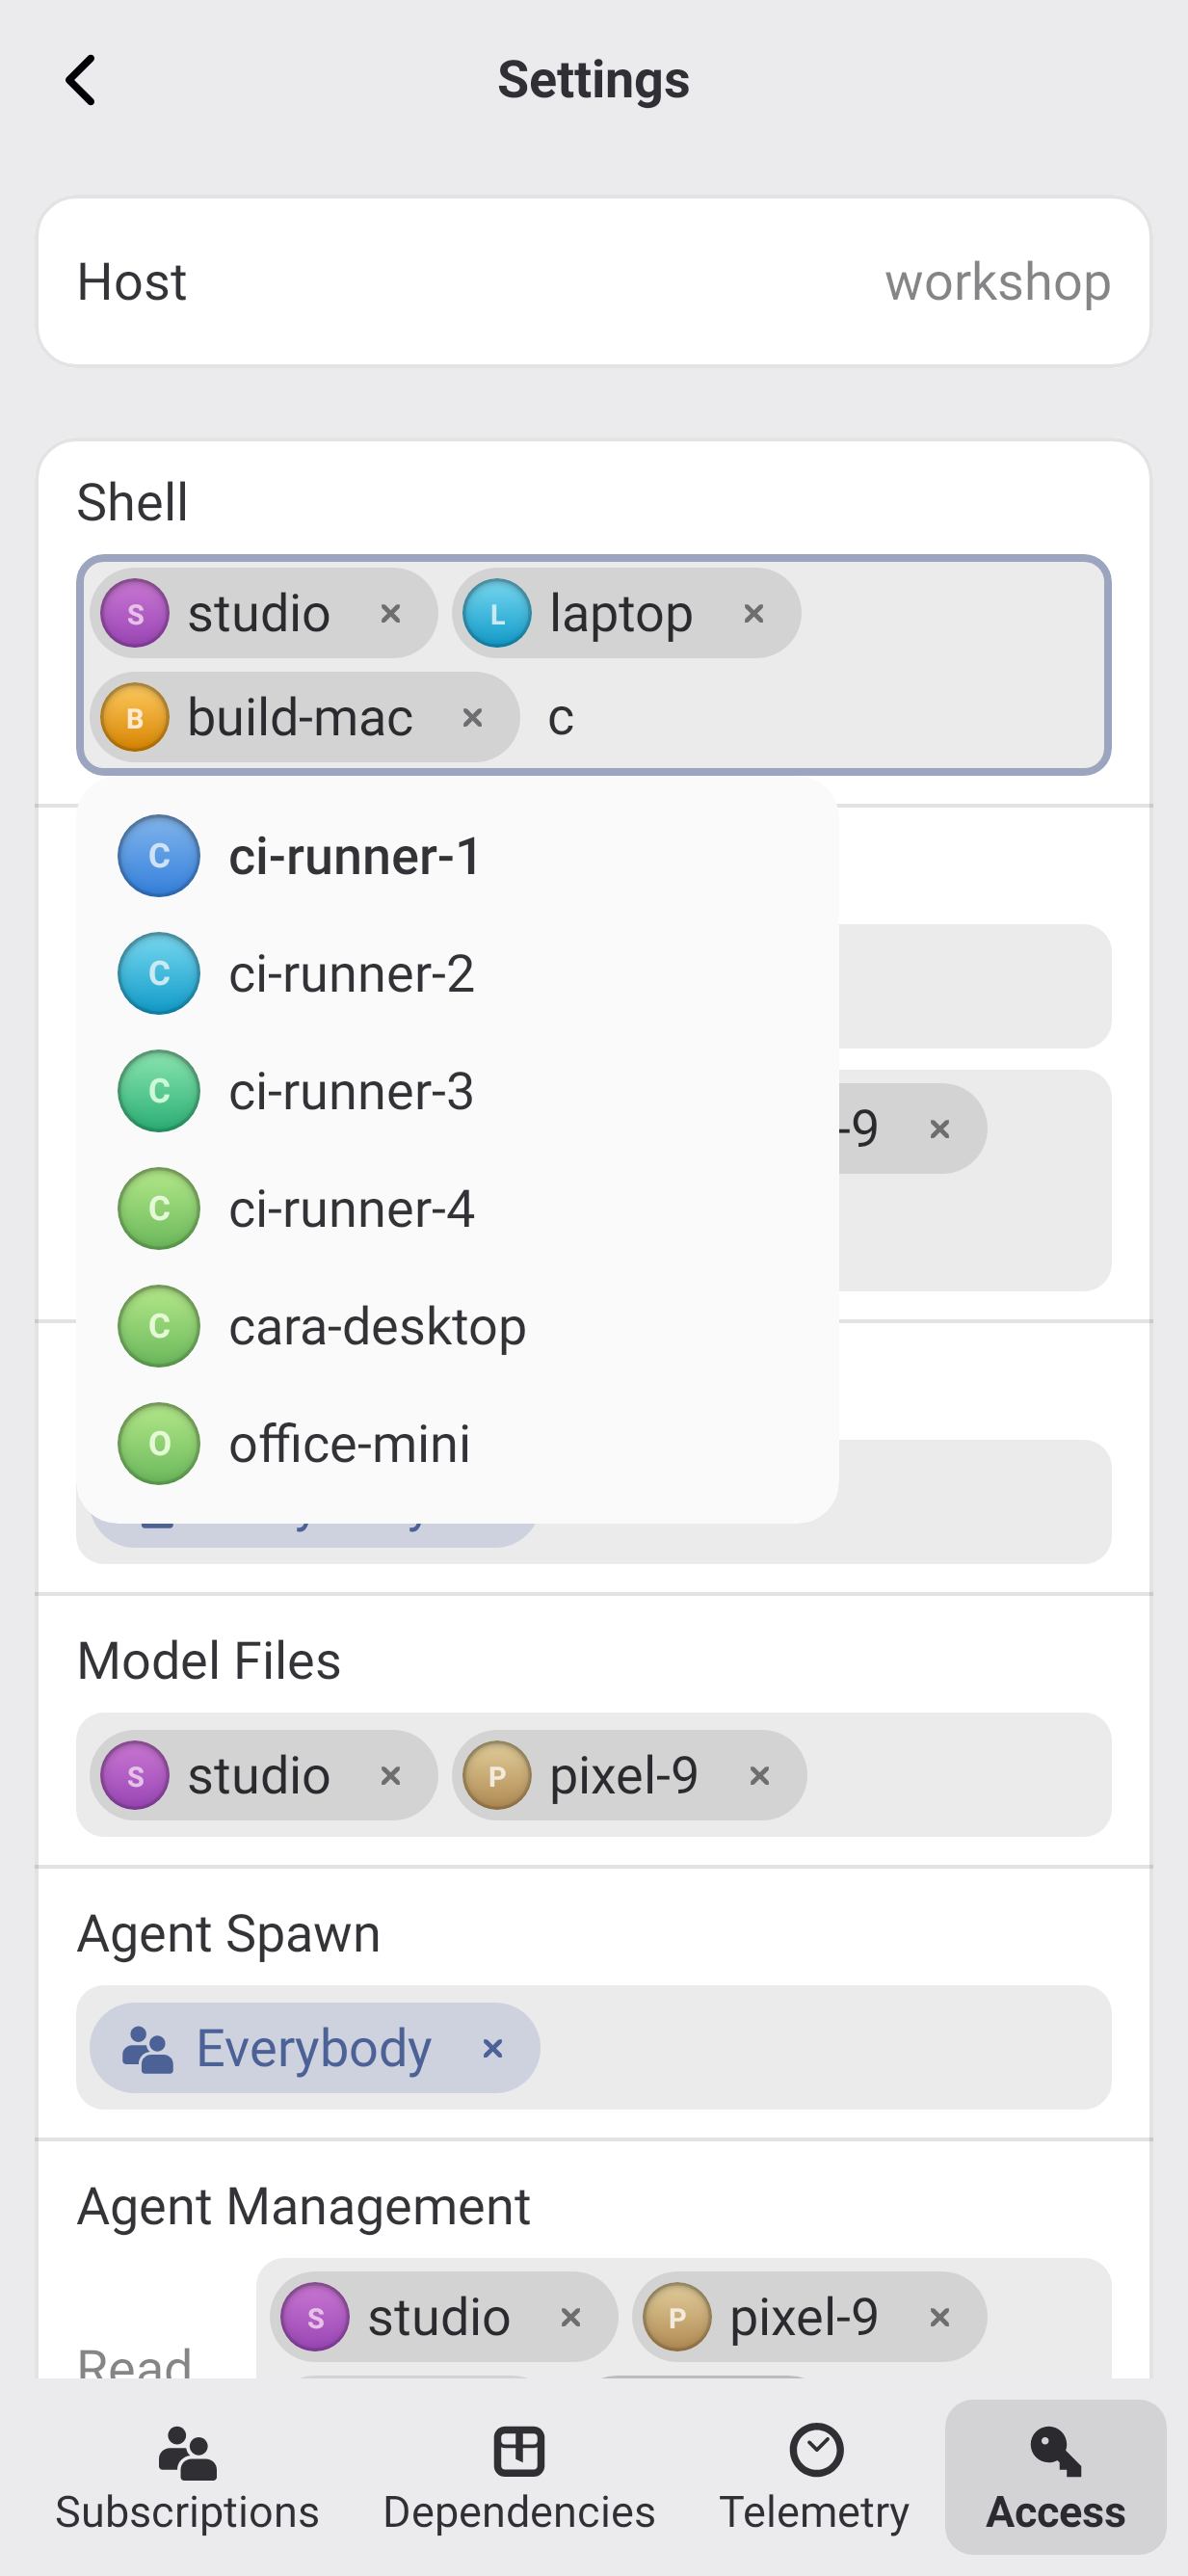 Settings
Host workshop
Shell
S studio × L laptop ×
B build-mac × c
C ci-runner-1
C ci-runner-2
C ci-runner-3
-9 ×
C ci-runner-4
C cara-desktop
O office-mini
Model Files
S studio × P pixel-9 ×
Agent Spawn
Everybody ×
Agent Management
S studio × P pixel-9 ×
Read
Subscriptions Dependencies Telemetry Access